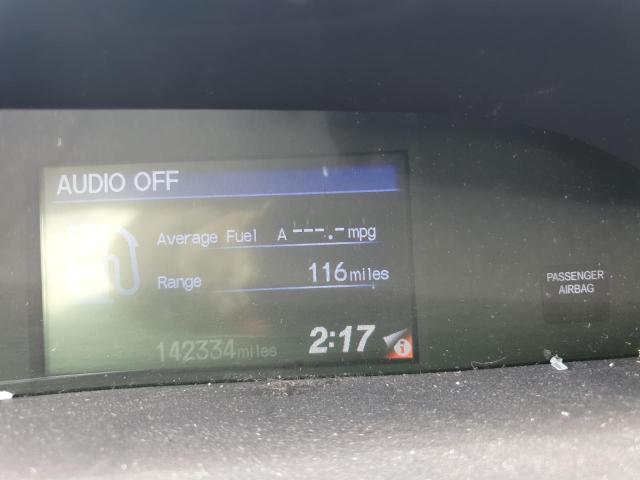 AUDIO OFF
Average Fuel A ---.- mpg
Range 116 miles
142334 miles 2:17 i
PASSENGER
AIRBAG